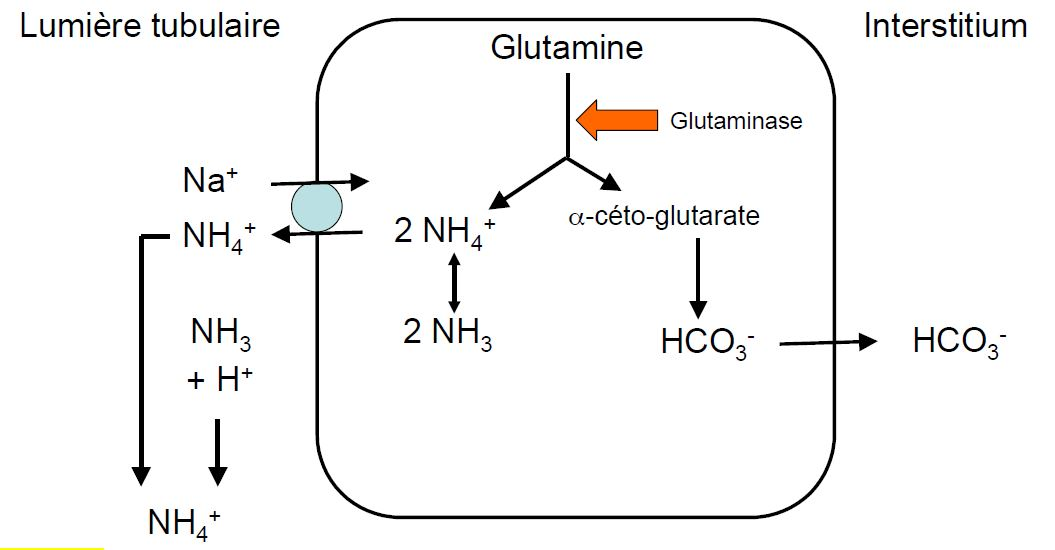 Lumière tubulaire
Interstitium
Glutamine
Glutaminase
Na⁺
NH₄⁺
2 NH₄⁺
α-céto-glutarate
NH₃
+ H⁺
2 NH₃
HCO₃⁻
HCO₃⁻
NH₄⁺